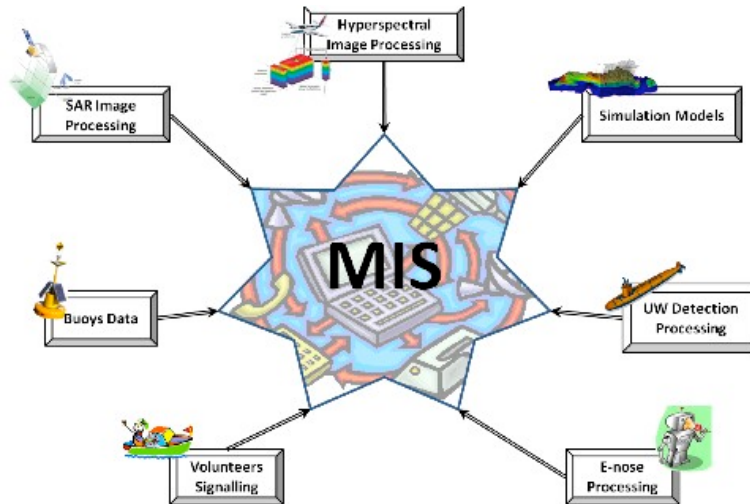 Hyperspectral
Image Processing
SAR Image
Processing
Simulation Models
MIS
Buoys Data
UW Detection
Processing
Volunteers
Signalling
E-nose
Processing